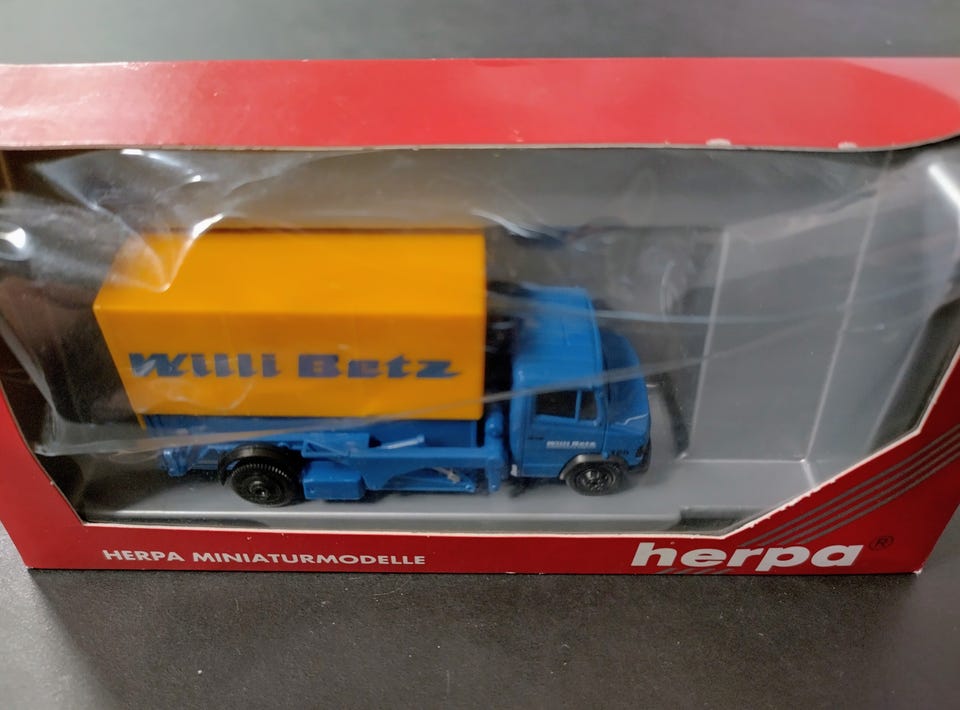 Willi Betz
Willi Betz
HERPA MINIATURMODELLE
herpa®